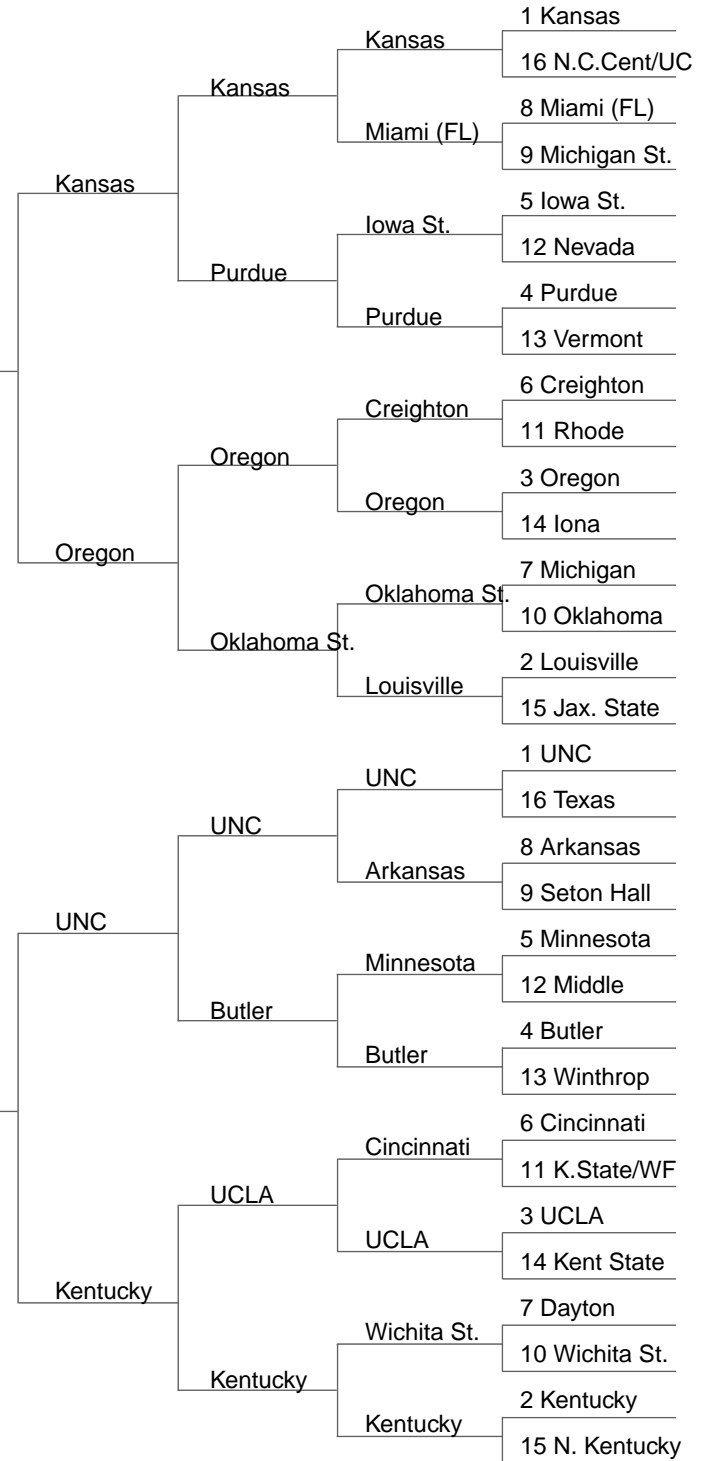 1 Kansas
Kansas
16 N.C.Cent/UC
Kansas
8 Miami (FL)
Miami (FL)
9 Michigan St.
Kansas
5 Iowa St.
Iowa St.
12 Nevada
Purdue
4 Purdue
Purdue
13 Vermont
6 Creighton
Creighton
11 Rhode
Oregon
3 Oregon
Oregon
14 Iona
Oregon
7 Michigan
Oklahoma St.
10 Oklahoma
Oklahoma St.
2 Louisville
Louisville
15 Jax. State
1 UNC
UNC
16 Texas
UNC
8 Arkansas
Arkansas
9 Seton Hall
UNC
5 Minnesota
Minnesota
12 Middle
Butler
4 Butler
Butler
13 Winthrop
6 Cincinnati
Cincinnati
11 K.State/WF
UCLA
3 UCLA
UCLA
14 Kent State
Kentucky
7 Dayton
Wichita St.
10 Wichita St.
Kentucky
2 Kentucky
Kentucky
15 N. Kentucky